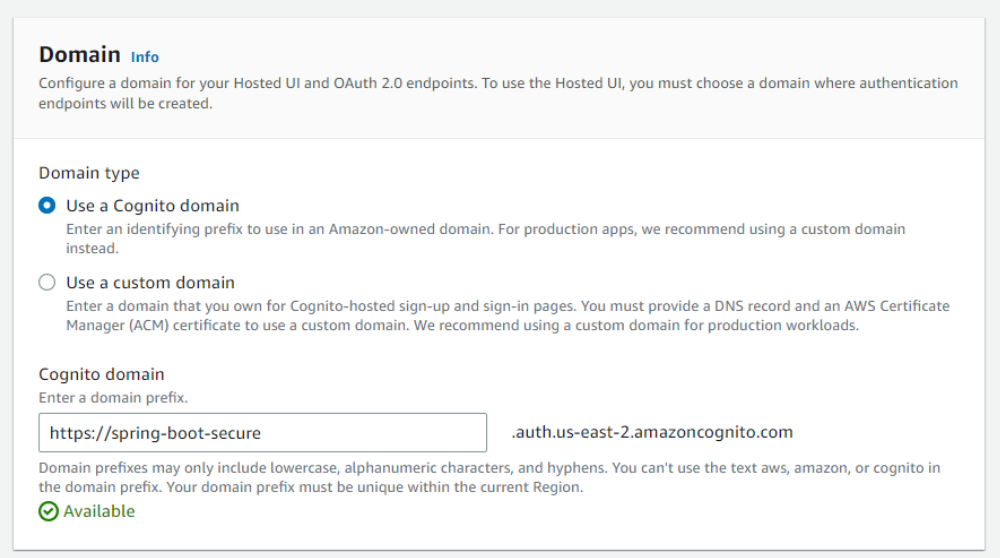 Domain Info
Configure a domain for your Hosted UI and OAuth 2.0 endpoints. To use the Hosted UI, you must choose a domain where authentication
endpoints will be created.
Domain type
Use a Cognito domain
Enter an identifying prefix to use in an Amazon-owned domain. For production apps, we recommend using a custom domain
instead.
Use a custom domain
Enter a domain that you own for Cognito-hosted sign-up and sign-in pages. You must provide a DNS record and an AWS Certificate
Manager (ACM) certificate to use a custom domain. We recommend using a custom domain for production workloads.
Cognito domain
Enter a domain prefix.
https://spring-boot-secure .auth.us-east-2.amazoncognito.com
Domain prefixes may only include lowercase, alphanumeric characters, and hyphens. You can't use the text aws, amazon, or cognito in
the domain prefix. Your domain prefix must be unique within the current Region.
Available